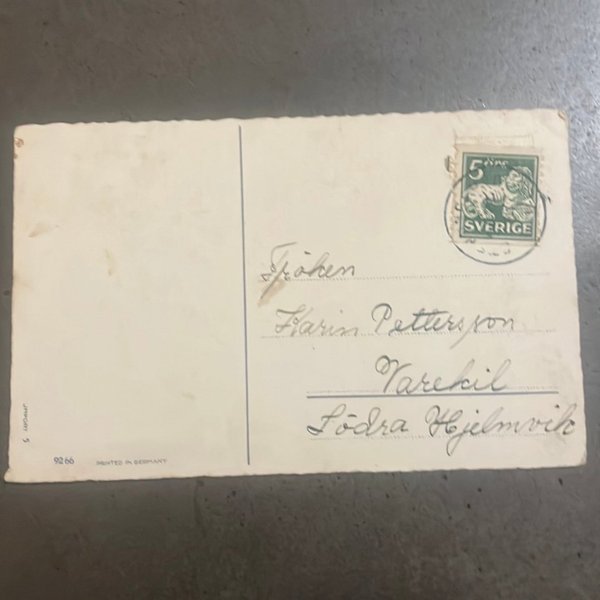 5 öre
SVERIGE
Fröken
Karin Pettersson
Varekil
Södra Hjelmvik
9266 PRINTED IN GERMANY